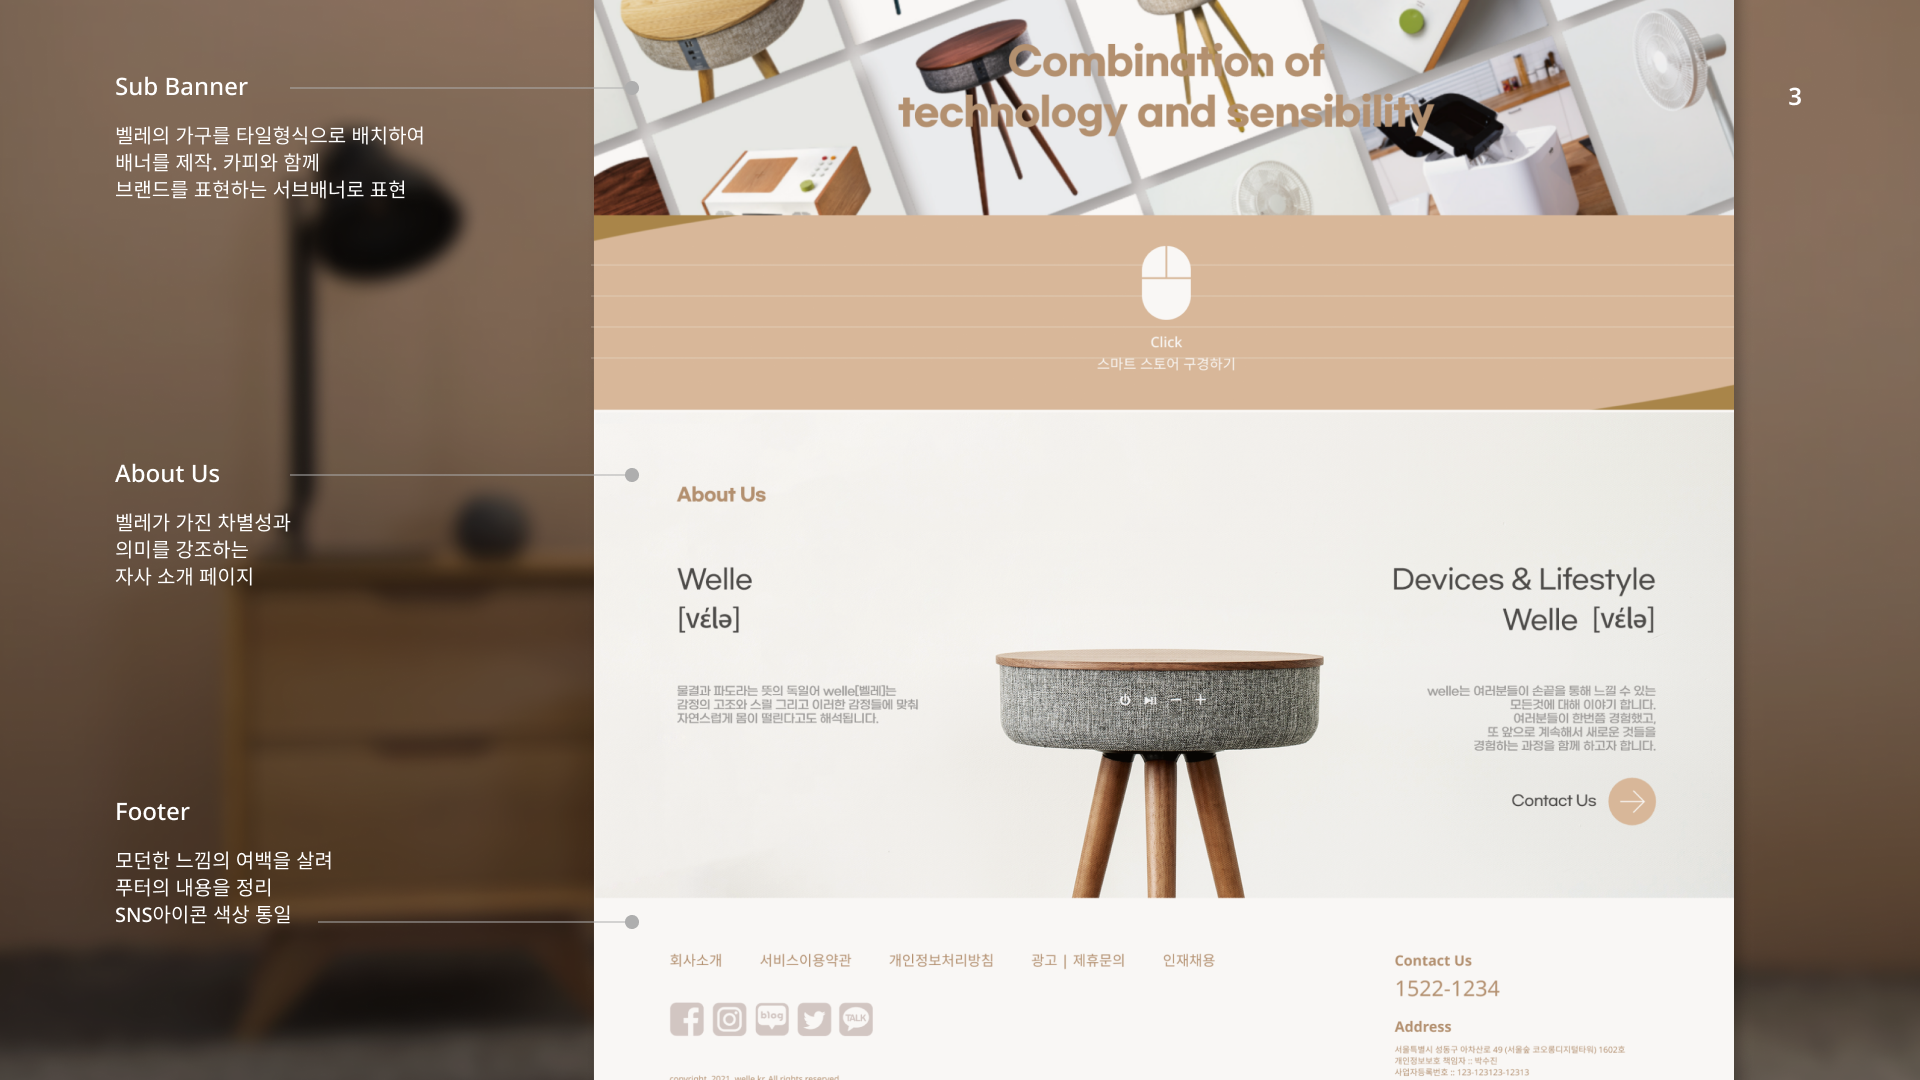 Sub Banner
벨레의 가구를 타일형식으로 배치하여
배너를 제작. 카피와 함께
브랜드를 표현하는 서브배너로 표현
About Us
벨레가 가진 차별성과
의미를 강조하는
자사 소개 페이지
Footer
모던한 느낌의 여백을 살려
푸터의 내용을 정리
SNS아이콘 색상 통일
Combination of
technology and sensibility
Click
스마트 스토어 구경하기
About Us
Welle
[vɛ́lə]
물결과 파도라는 뜻의 독일어 welle[벨레]는
감정의 고조와 스릴 그리고 이러한 감정들에 맞춰
자연스럽게 몸이 떨린다고도 해석됩니다.
Devices & Lifestyle
Welle [vɛ́lə]
welle는 여러분들이 손끝을 통해 느낄 수 있는
모든것에 대해 이야기 합니다.
여러분들이 한번쯤 경험했고,
또 앞으로 계속해서 새로운 것들을
경험하는 과정을 함께 하고자 합니다.
Contact Us
회사소개 서비스이용약관 개인정보처리방침 광고 | 제휴문의 인재채용
blog
TALK
copyright. 2021. welle.kr. All rights reserved.
Contact Us
1522-1234
Address
서울특별시 성동구 아차산로 49 (서울숲 코오롱디지털타워) 1602호
개인정보보호 책임자 :: 박수진
사업자등록번호 :: 123-123123-12313
3